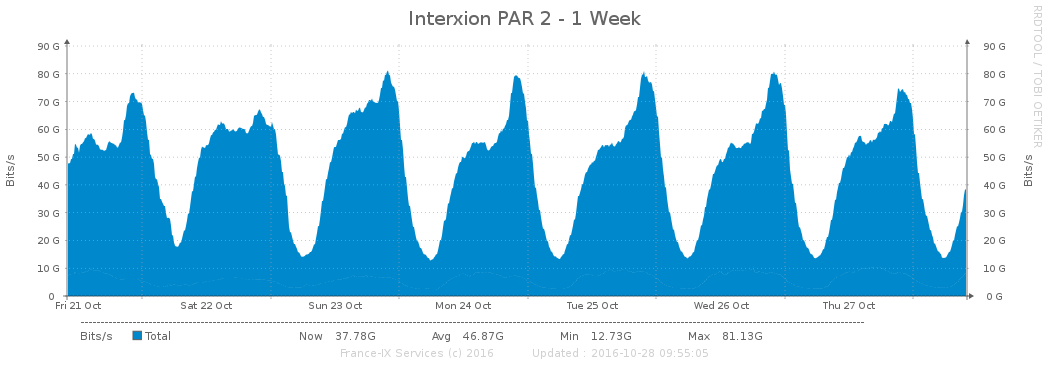 Interxion PAR 2 - 1 Week
RRDTOOL / TOBI OETIKER
90 G 90 G
80 G 80 G
70 G 70 G
60 G 60 G
50 G 50 G
40 G 40 G
30 G 30 G
20 G 20 G
10 G 10 G
0 0 G
Bits/s
Bits/s
Fri 21 Oct Sat 22 Oct Sun 23 Oct Mon 24 Oct Tue 25 Oct Wed 26 Oct Thu 27 Oct
Bits/s Total Now 37.78G Avg 46.87G Min 12.73G Max 81.13G
France-IX Services (c) 2016 Updated : 2016-10-28 09:55:05